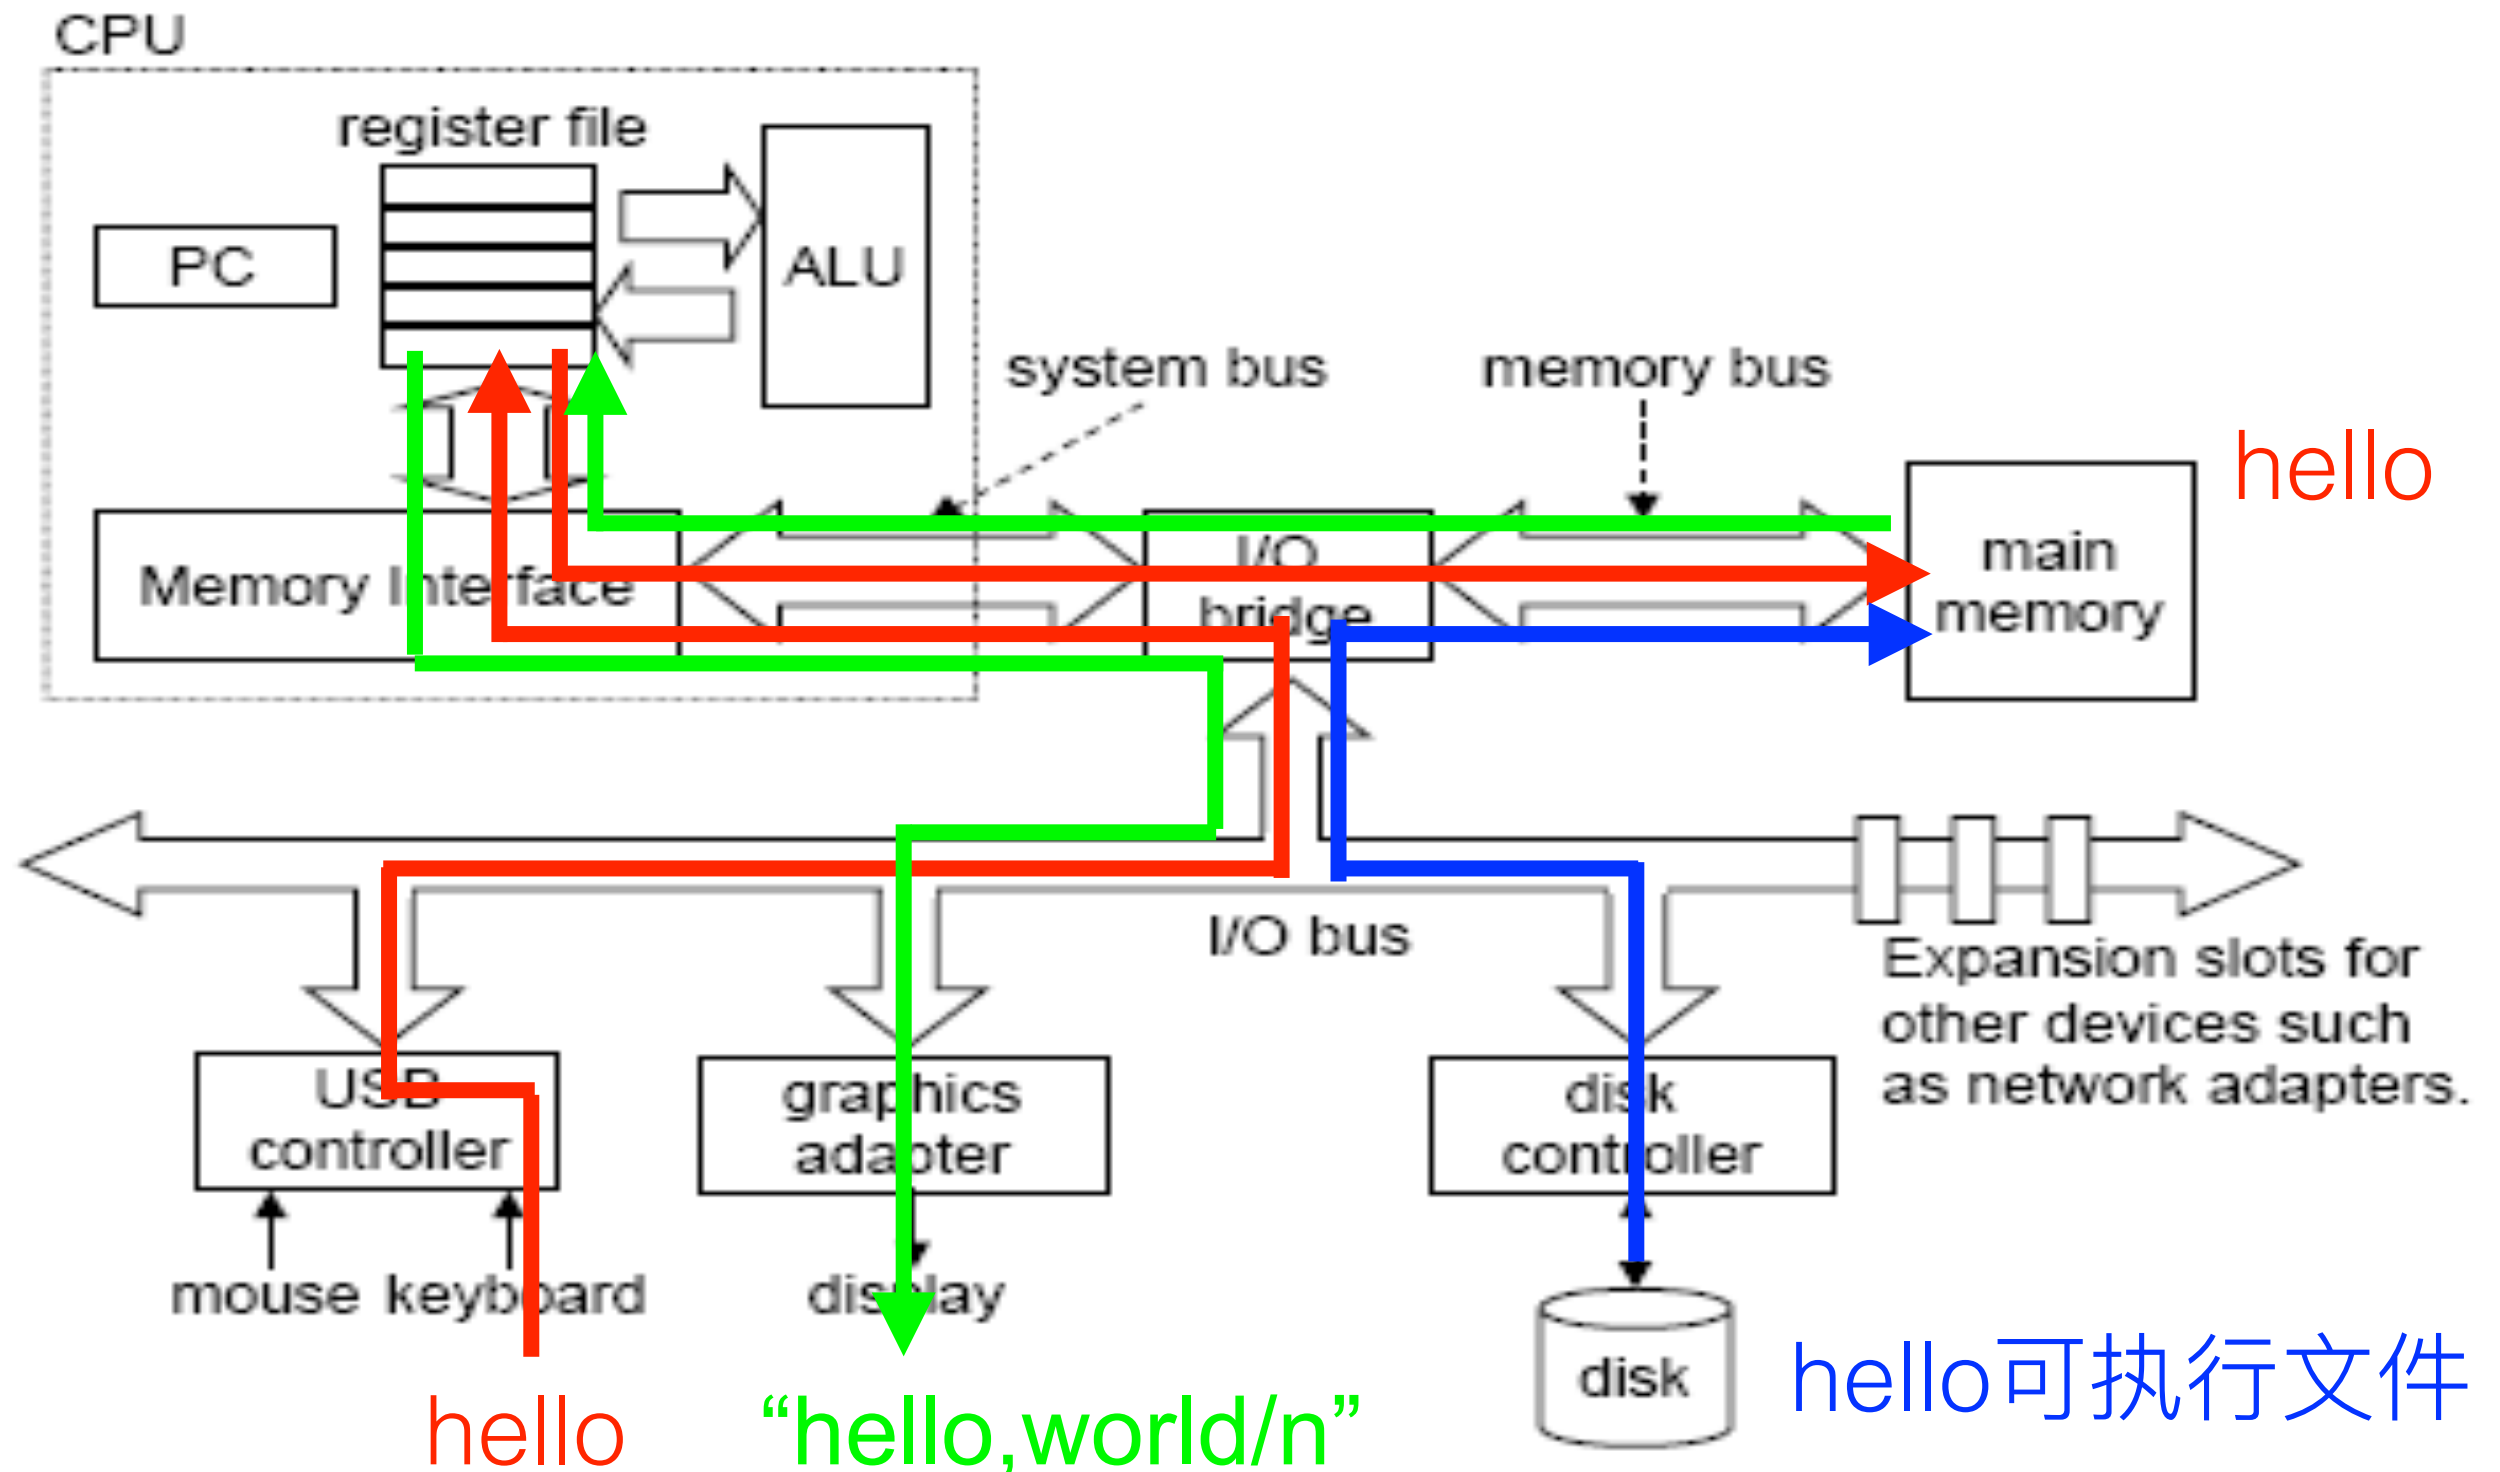 CPU
register file
PC
ALU
system bus
memory bus
hello
Memory Interface
I/O
bridge
main
memory
I/O bus
Expansion slots for
other devices such
as network adapters.
USB
controller
graphics
adapter
disk
controller
mouse
keyboard
display
disk
hello
“hello,world/n”
hello可执行文件